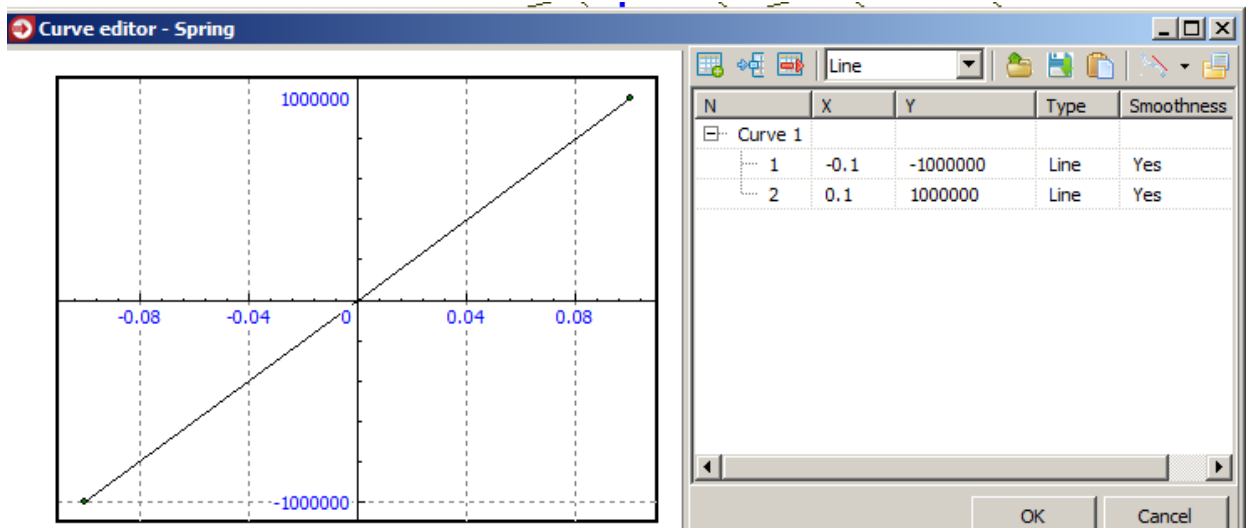 Curve editor - Spring
Line
1000000
-0.08 -0.04 0 0.04 0.08
-1000000
N X Y Type Smoothness
Curve 1
1 -0.1 -1000000 Line Yes
2 0.1 1000000 Line Yes
OK Cancel